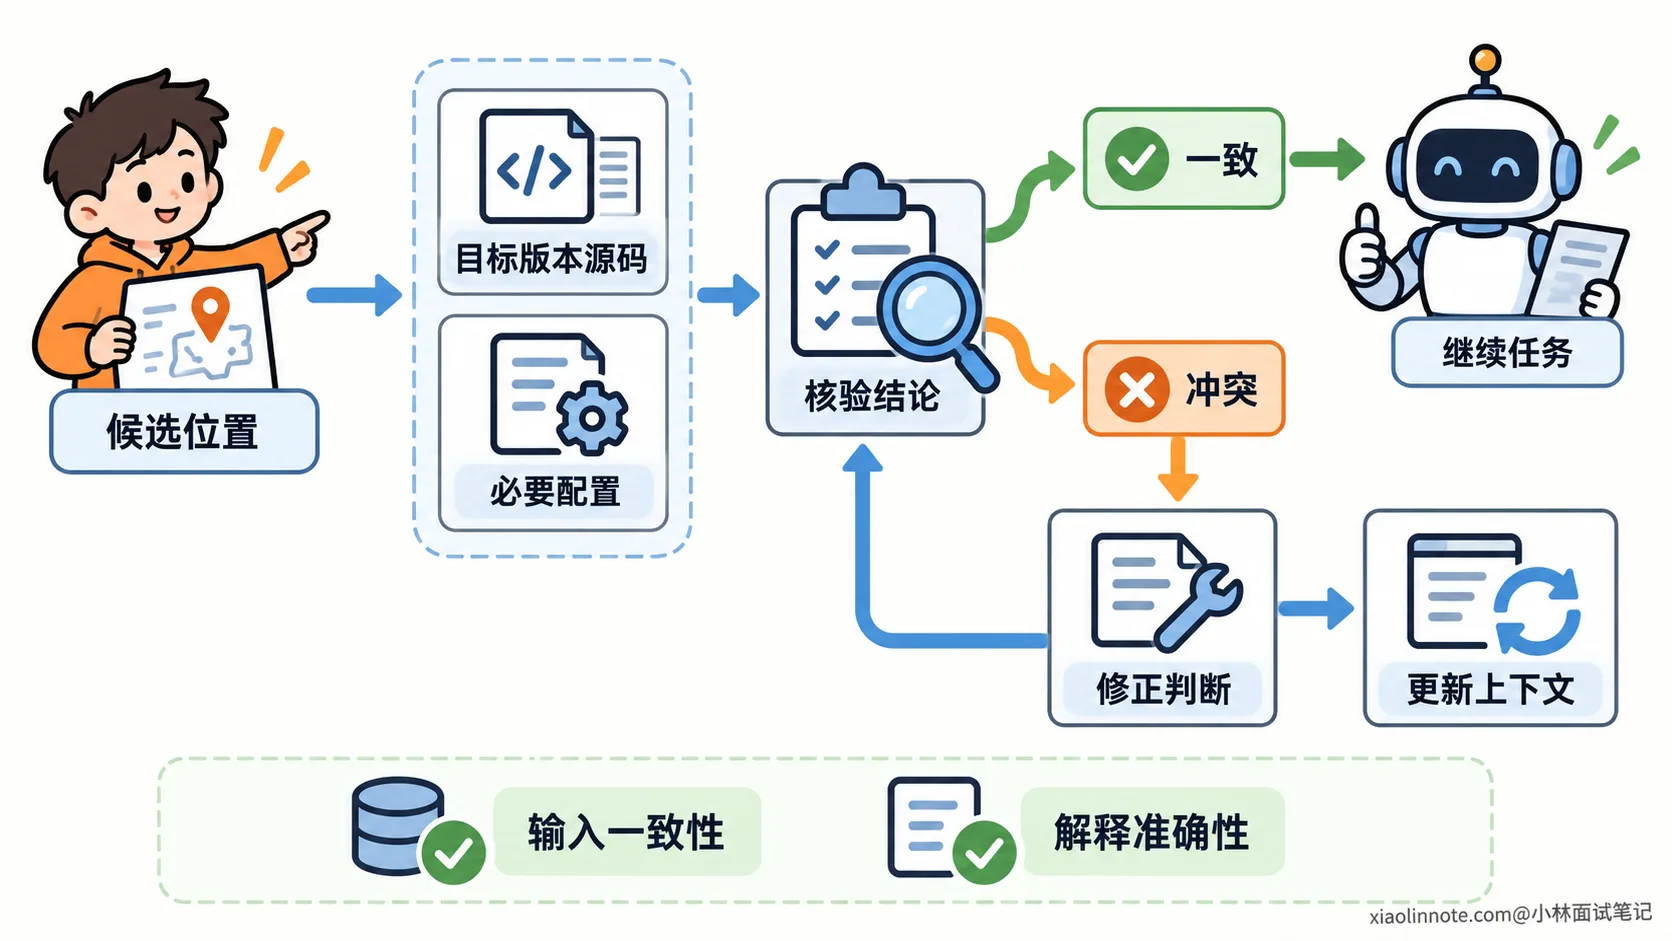 候选位置
目标版本源码
必要配置
核验结论
一致
冲突
继续任务
修正判断
更新上下文
输入一致性
解释准确性
xiaolinnote.com@小林面试笔记